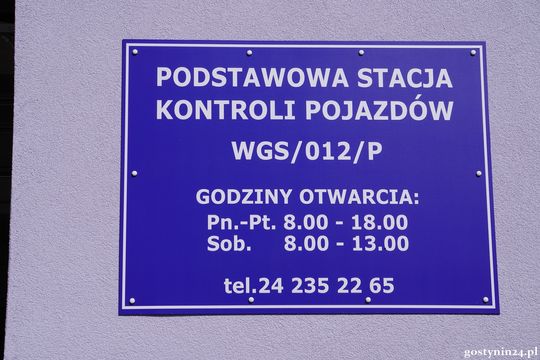 PODSTAWOWA STACJA
KONTROLI POJAZDÓW
WGS/012/P
GODZINY OTWARCIA:
Pn.-Pt. 8.00 - 18.00
Sob. 8.00 - 13.00
tel.24 235 22 65
gostynin24.pl